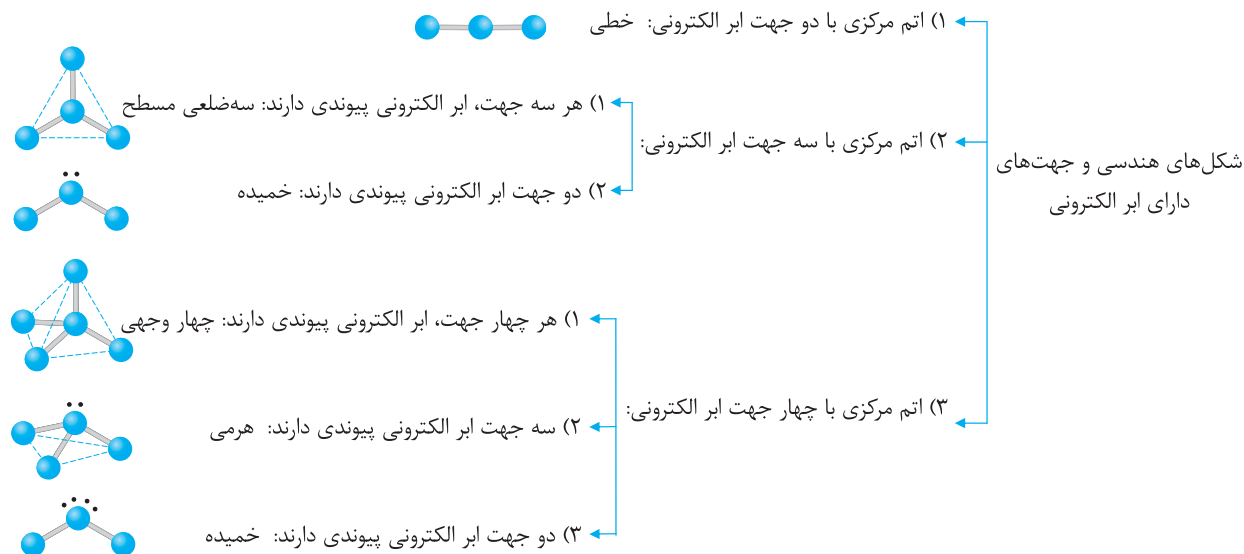 شکل‌های هندسی و جهت‌های
دارای ابر الکترونی
۱) اتم مرکزی با دو جهت ابر الکترونی: خطی
۲) اتم مرکزی با سه جهت ابر الکترونی:
۱) هر سه جهت، ابر الکترونی پیوندی دارند: سه‌ضلعی مسطح
۲) دو جهت ابر الکترونی پیوندی دارند: خمیده
۳) اتم مرکزی با چهار جهت ابر الکترونی:
۱) هر چهار جهت، ابر الکترونی پیوندی دارند: چهار وجهی
۲) سه جهت ابر الکترونی پیوندی دارند: هرمی
۳) دو جهت ابر الکترونی پیوندی دارند: خمیده